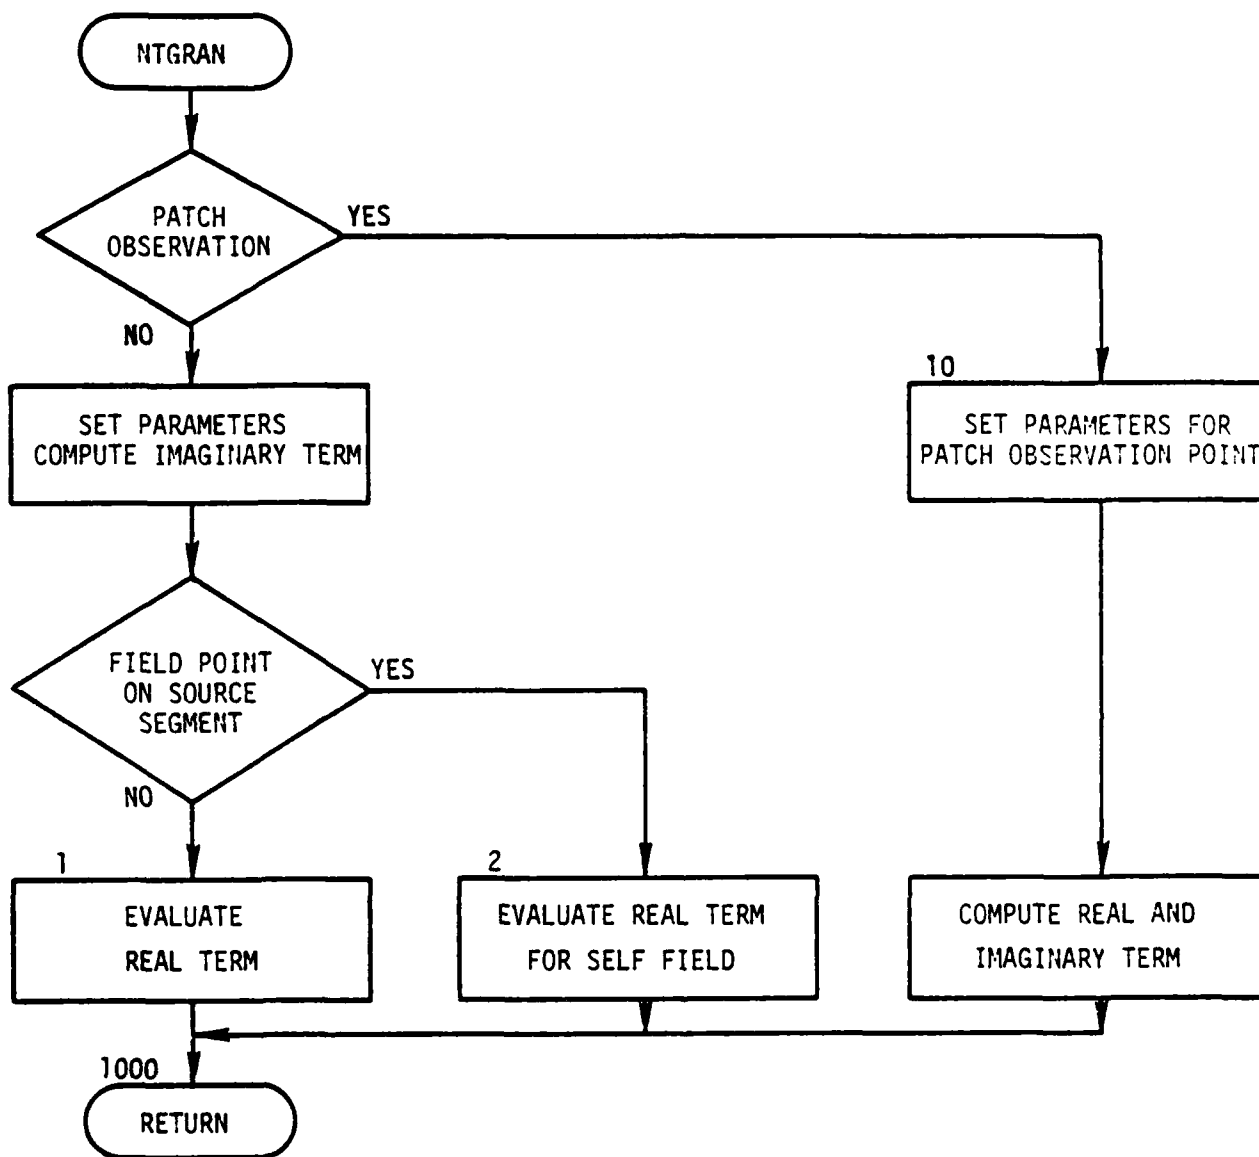 NTGRAN
PATCH
OBSERVATION
YES
NO
SET PARAMETERS
COMPUTE IMAGINARY TERM
10
SET PARAMETERS FOR
PATCH OBSERVATION POINT
FIELD POINT
ON SOURCE
SEGMENT
YES
NO
1
EVALUATE
REAL TERM
2
EVALUATE REAL TERM
FOR SELF FIELD
COMPUTE REAL AND
IMAGINARY TERM
1000
RETURN